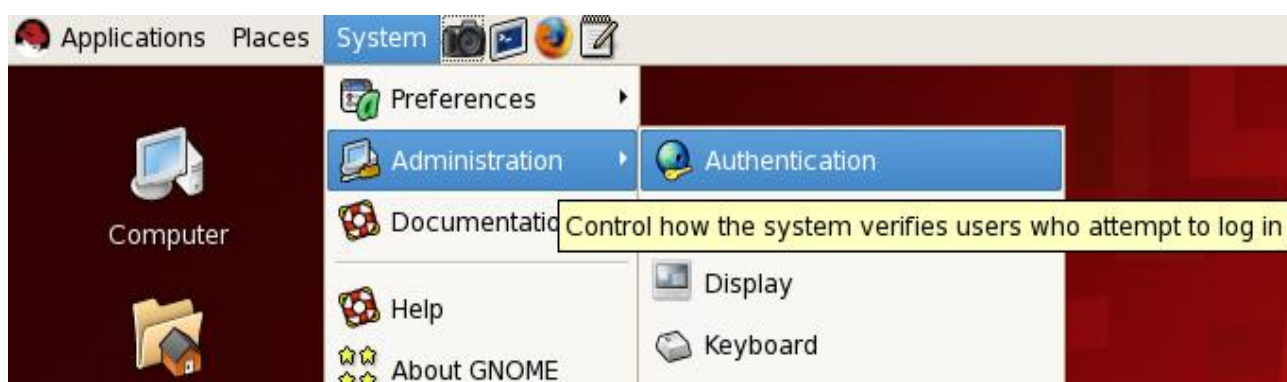 Applications Places System
Preferences
Administration
Authentication
Documentatio
Control how the system verifies users who attempt to log in
Computer
Display
Help
Keyboard
About GNOME